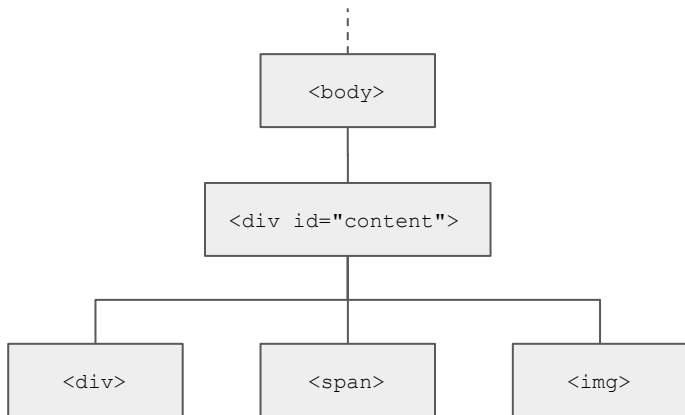 <body>
<div id="content">
<div>
<span>
<img>